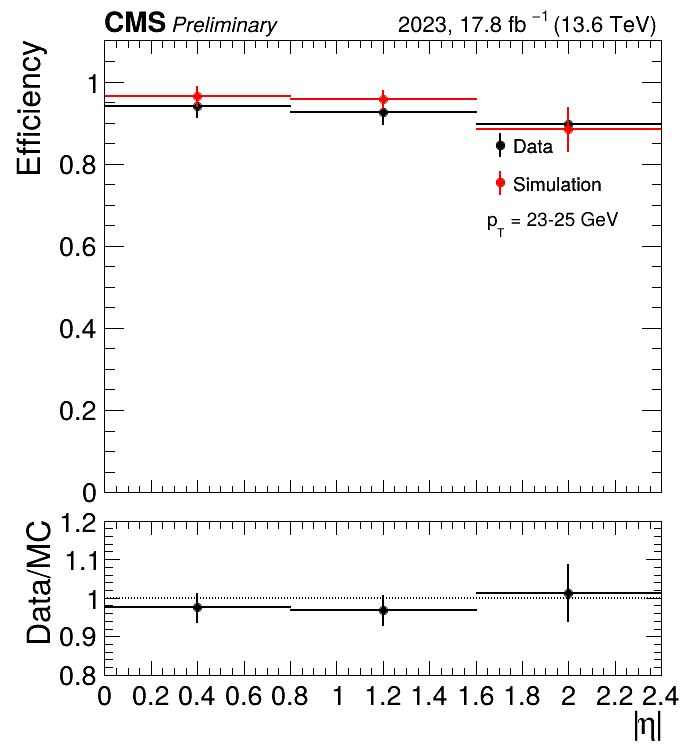 CMS Preliminary 2023, 17.8 fb⁻¹ (13.6 TeV)
Efficiency
1
0.8
0.6
0.4
0.2
0
Data
Simulation
p_T = 23-25 GeV
Data/MC
1.2
1.1
1
0.9
0.8
0 0.2 0.4 0.6 0.8 1 1.2 1.4 1.6 1.8 2 2.2 2.4
|η|